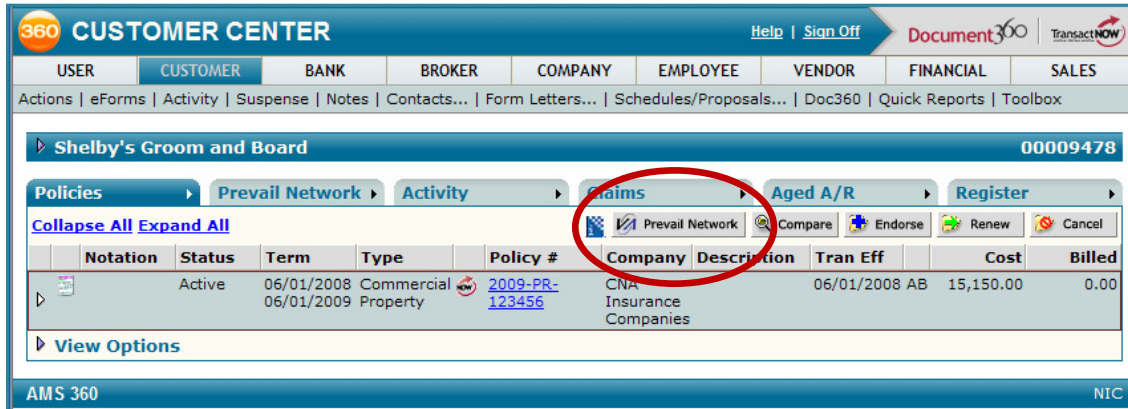 360 CUSTOMER CENTER Help | Sign Off Document360 TransactNOW
USER CUSTOMER BANK BROKER COMPANY EMPLOYEE VENDOR FINANCIAL SALES
Actions | eForms | Activity | Suspense | Notes | Contacts... | Form Letters... | Schedules/Proposals... | Doc360 | Quick Reports | Toolbox
Shelby's Groom and Board 00009478
Policies Prevail Network Activity Claims Aged A/R Register
Collapse All Expand All Prevail Network Compare Endorse Renew Cancel
Notation Status Term Type Policy # Company Description Tran Eff Cost Billed
Active 06/01/2008 Commercial NOW 2009-PR- CNA 06/01/2008 AB 15,150.00 0.00
06/01/2009 Property 123456 Insurance
Companies
View Options
AMS 360 NIC